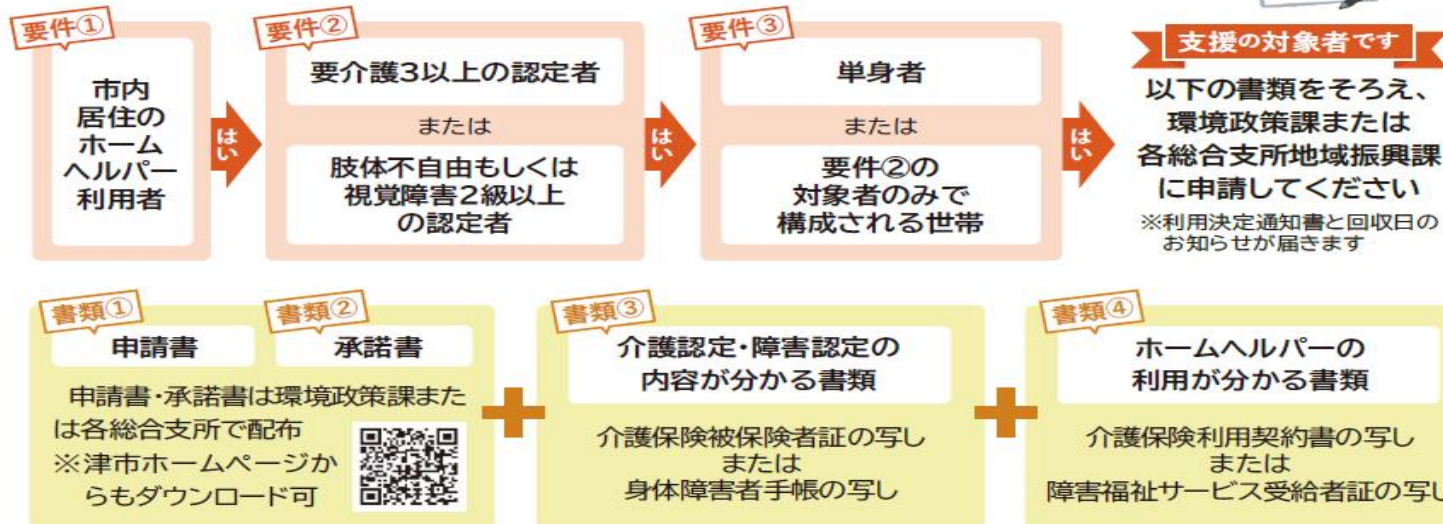 要件①
市内
居住の
ホーム
ヘルパー
利用者
はい
要件②
要介護3以上の認定者
または
肢体不自由もしくは
視覚障害2級以上
の認定者
はい
要件③
単身者
または
要件②の
対象者のみで
構成される世帯
はい
支援の対象者です
以下の書類をそろえ、
環境政策課または
各総合支所地域振興課
に申請してください
※利用決定通知書と回収日の
お知らせが届きます
書類①
申請書
書類②
承諾書
申請書・承諾書は環境政策課また
は各総合支所で配布
※津市ホームページか
らもダウンロード可
書類③
介護認定・障害認定の
内容が分かる書類
介護保険被保険者証の写し
または
身体障害者手帳の写し
書類④
ホームヘルパーの
利用が分かる書類
介護保険利用契約書の写し
または
障害福祉サービス受給者証の写し